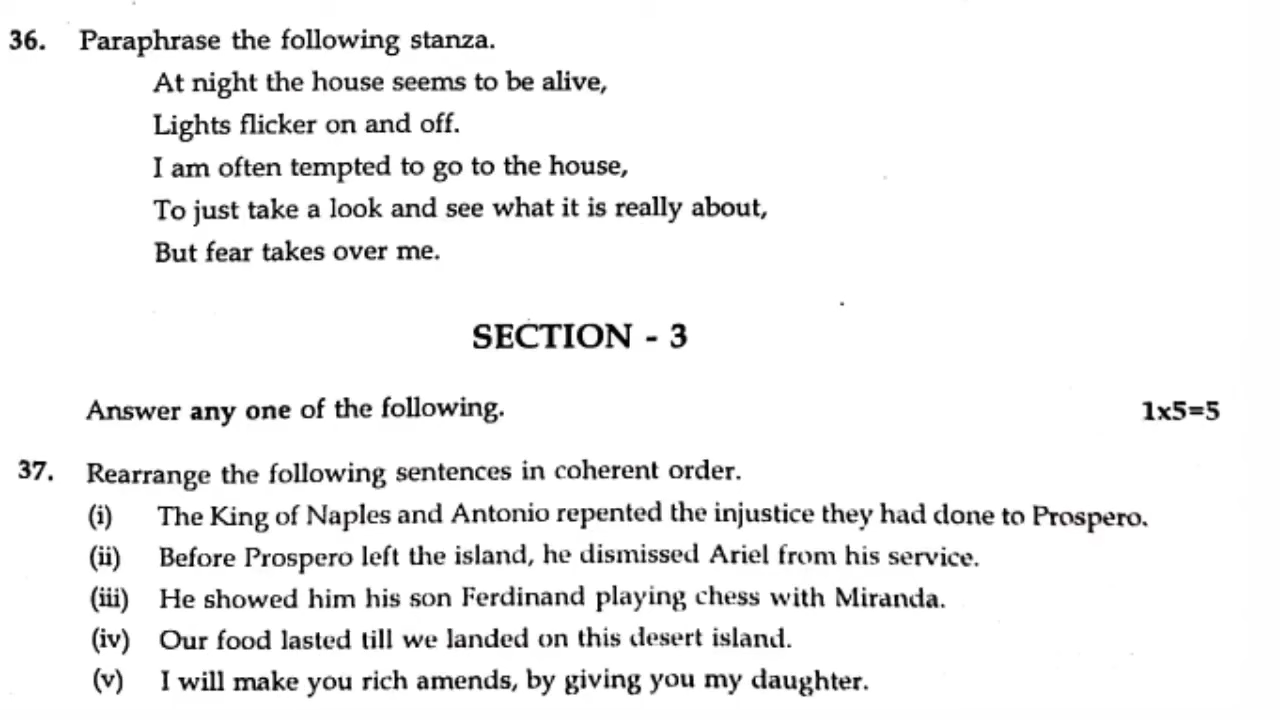 36. Paraphrase the following stanza.
At night the house seems to be alive,
Lights flicker on and off.
I am often tempted to go to the house,
To just take a look and see what it is really about,
But fear takes over me.
SECTION - 3
Answer any one of the following. 1x5=5
37. Rearrange the following sentences in coherent order.
(i) The King of Naples and Antonio repented the injustice they had done to Prospero.
(ii) Before Prospero left the island, he dismissed Ariel from his service.
(iii) He showed him his son Ferdinand playing chess with Miranda.
(iv) Our food lasted till we landed on this desert island.
(v) I will make you rich amends, by giving you my daughter.